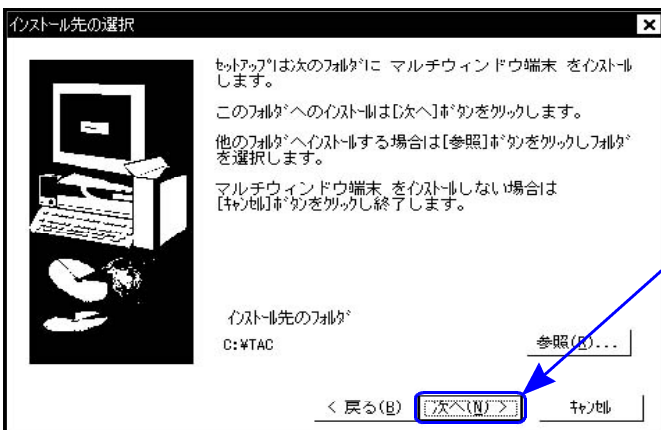 インストール先の選択
セットアップは次のフォルダに マルチウィンドウ端末 をインストール
します。
このフォルダへのインストールは[次へ]ボタンをクリックします。
他のフォルダへインストールする場合は[参照]ボタンをクリックしフォルダ
を選択します。
マルチウィンドウ端末 をインストールしない場合は
[キャンセル]ボタンをクリックし終了します。
インストール先のフォルダ
C:¥TAC
参照(R)...
< 戻る(B)
次へ(N) >
キャンセル